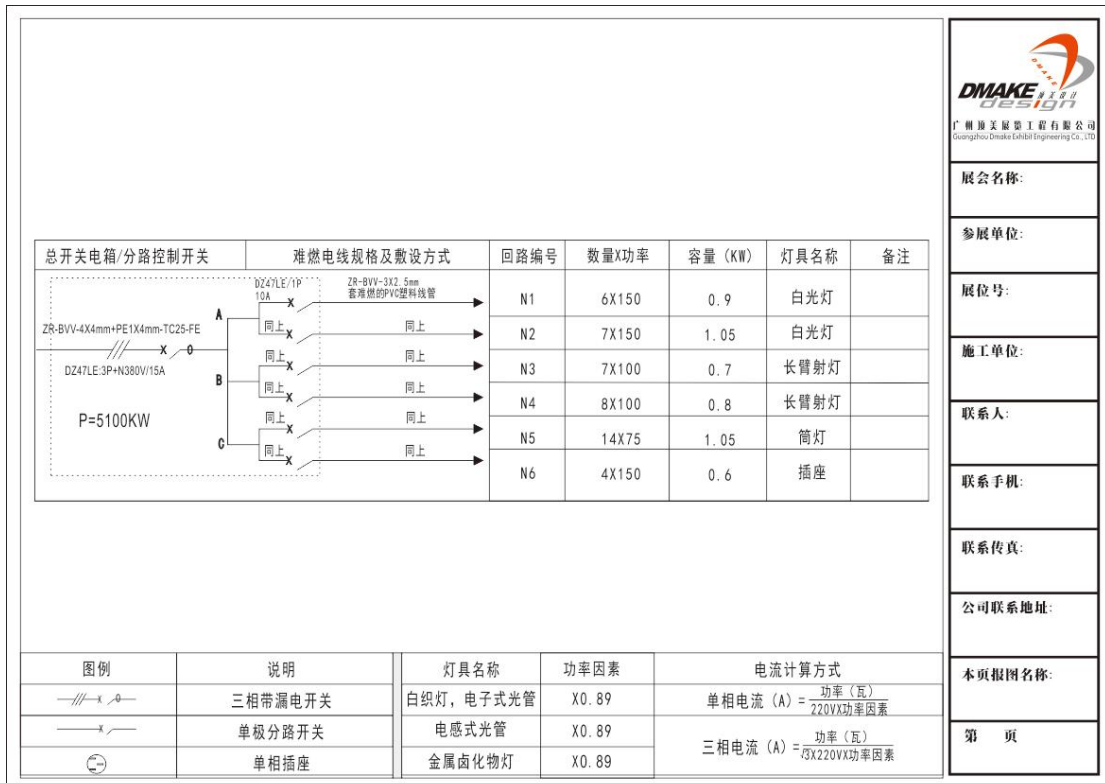 总开关电箱/分路控制开关 难燃电线规格及敷设方式 回路编号 数量X功率 容量（KW） 灯具名称 备注
DZ47LE/1P
10A
ZR-BVV-3X2.5mm
套难燃的PVC塑料线管
N1 6X150 0.9 白光灯
A
同上 同上 N2 7X150 1.05 白光灯
ZR-BVV-4X4mm+PE1X4mm-TC25-FE
DZ47LE:3P+N380V/15A
同上 同上 N3 7X100 0.7 长臂射灯
B
同上 同上 N4 8X100 0.8 长臂射灯
P=5100KW
同上 同上 N5 14X75 1.05 筒灯
C
同上 同上 N6 4X150 0.6 插座
图例 说明 灯具名称 功率因素 电流计算方式
三相带漏电开关 白织灯，电子式光管 X0.89 单相电流（A）=功率（瓦）/220VX功率因素
单极分路开关 电感式光管 X0.89
三相电流（A）=功率（瓦）/√3X220VX功率因素
单相插座 金属卤化物灯 X0.89
DMAKE
DMAKE 顶美设计
design
广州顶美展览工程有限公司
Guangzhou Dmake Exhibit Engineering Co., LTD
展会名称:
参展单位:
展位号:
施工单位:
联系人:
联系手机:
联系传真:
公司联系地址:
本页报图名称:
第 页